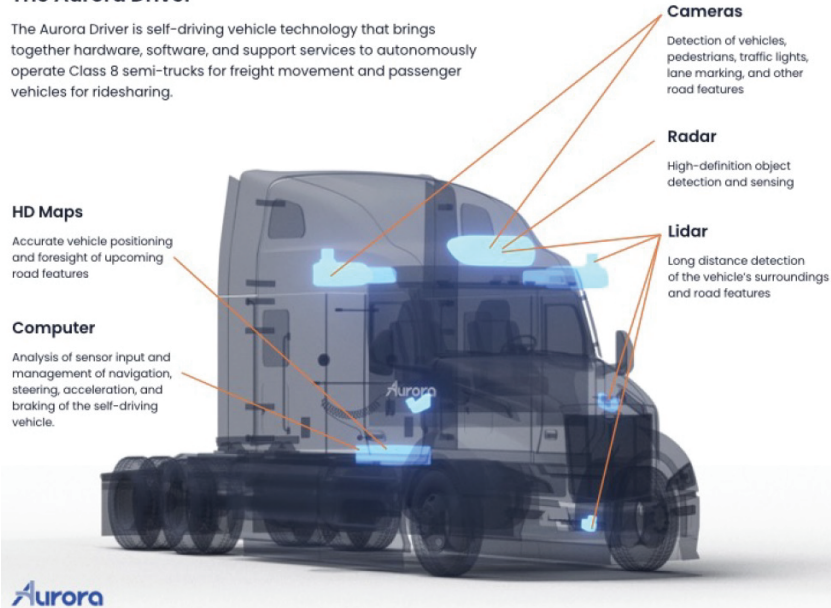 The Aurora Driver
The Aurora Driver is self-driving vehicle technology that brings
together hardware, software, and support services to autonomously
operate Class 8 semi-trucks for freight movement and passenger
vehicles for ridesharing.
Cameras
Detection of vehicles,
pedestrians, traffic lights,
lane marking, and other
road features
Radar
High-definition object
detection and sensing
HD Maps
Accurate vehicle positioning
and foresight of upcoming
road features
Lidar
Long distance detection
of the vehicle's surroundings
and road features
Computer
Analysis of sensor input and
management of navigation,
steering, acceleration, and
braking of the self-driving
vehicle.
Aurora
Aurora